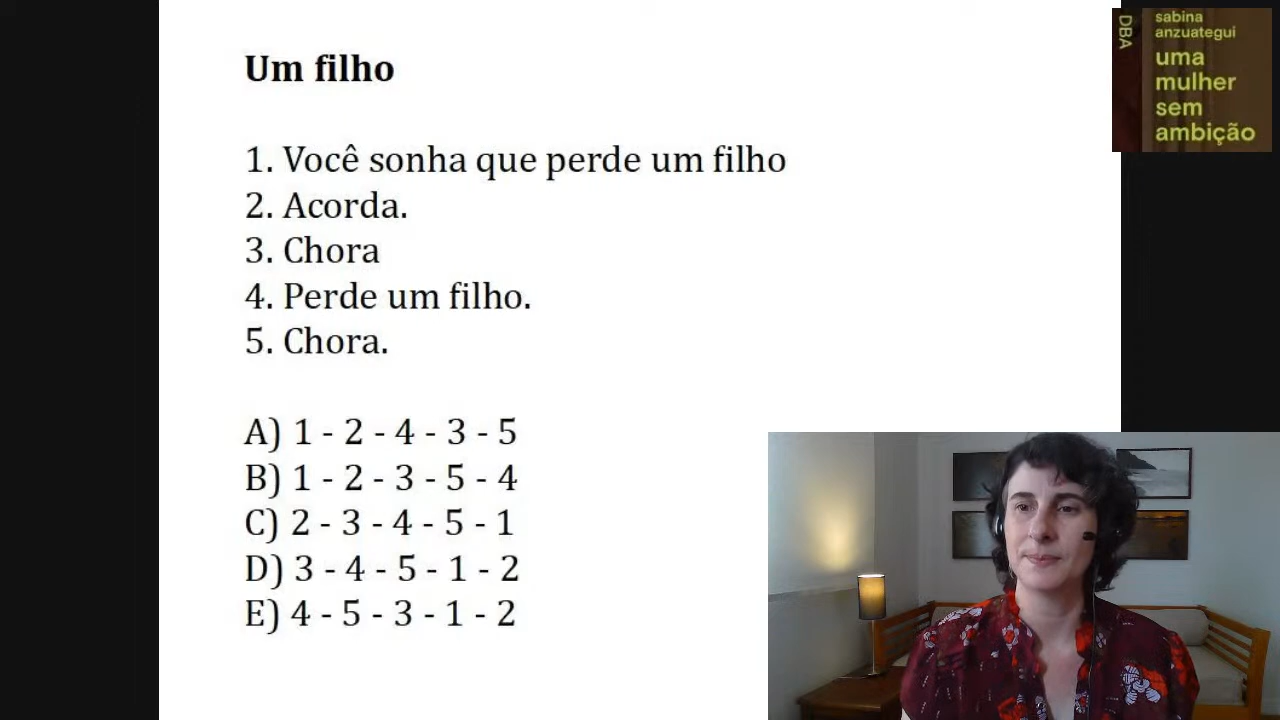 Um filho
1. Você sonha que perde um filho
2. Acorda.
3. Chora
4. Perde um filho.
5. Chora.
A) 1 - 2 - 4 - 3 - 5
B) 1 - 2 - 3 - 5 - 4
C) 2 - 3 - 4 - 5 - 1
D) 3 - 4 - 5 - 1 - 2
E) 4 - 5 - 3 - 1 - 2
DBA
sabina
anzuategui
uma
mulher
sem
ambição